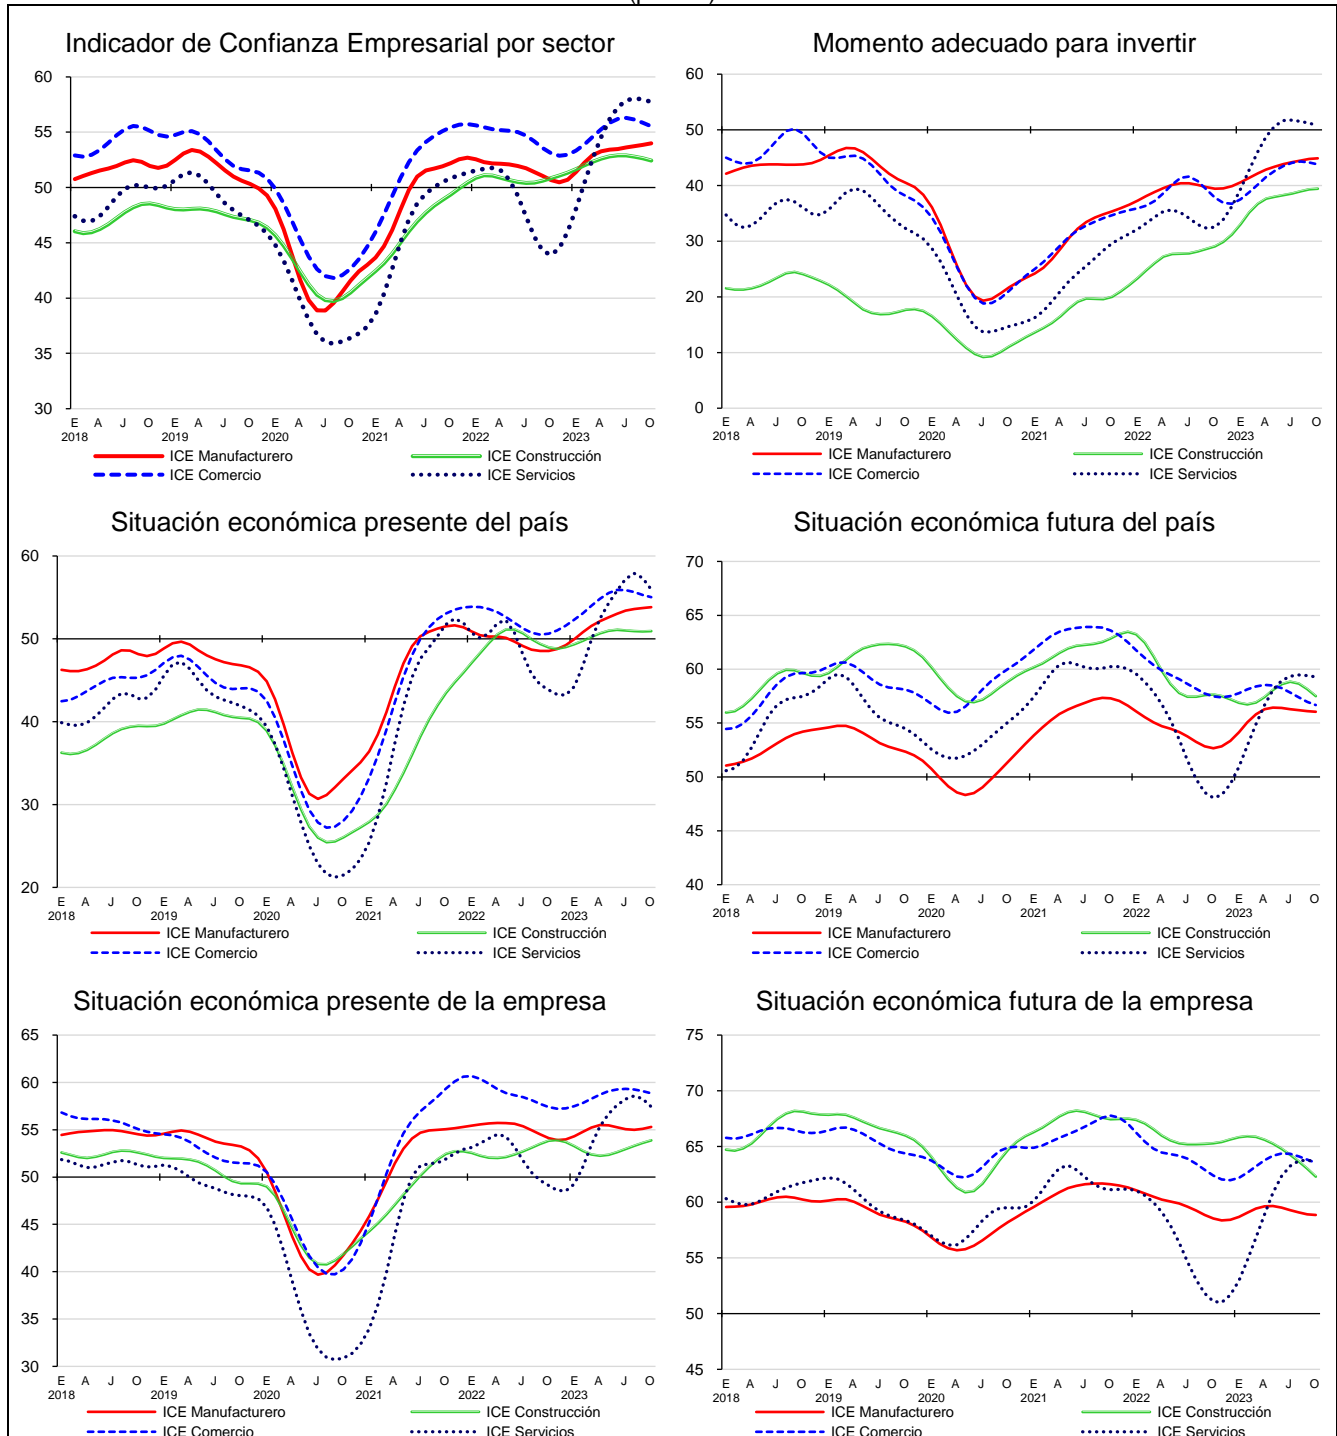 Indicador de Confianza Empresarial por sector
60
55
50
45
40
35
30
E A J O E A J O E A J O E A J O E A J O E A J O
2018 2019 2020 2021 2022 2023
ICE Manufacturero ICE Construcción
ICE Comercio ICE Servicios
Momento adecuado para invertir
60
50
40
30
20
10
0
E A J O E A J O E A J O E A J O E A J O E A J O
2018 2019 2020 2021 2022 2023
ICE Manufacturero ICE Construcción
ICE Comercio ICE Servicios
Situación económica presente del país
60
50
40
30
20
E A J O E A J O E A J O E A J O E A J O E A J O
2018 2019 2020 2021 2022 2023
ICE Manufacturero ICE Construcción
ICE Comercio ICE Servicios
Situación económica futura del país
70
65
60
55
50
45
40
E A J O E A J O E A J O E A J O E A J O E A J O
2018 2019 2020 2021 2022 2023
ICE Manufacturero ICE Construcción
ICE Comercio ICE Servicios
Situación económica presente de la empresa
65
60
55
50
45
40
35
30
E A J O E A J O E A J O E A J O E A J O E A J O
2018 2019 2020 2021 2022 2023
ICE Manufacturero ICE Construcción
ICE Comercio ICE Servicios
Situación económica futura de la empresa
75
70
65
60
55
50
45
E A J O E A J O E A J O E A J O E A J O E A J O
2018 2019 2020 2021 2022 2023
ICE Manufacturero ICE Construcción
ICE Comercio ICE Servicios